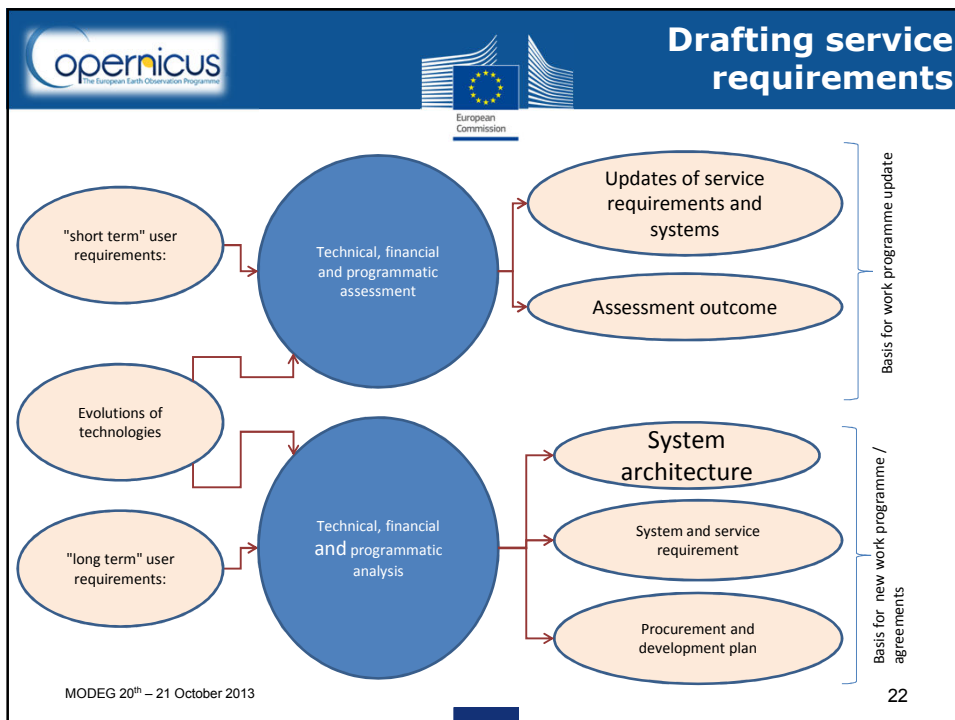 opernicus
The European Earth Observation Programme
European
Commission
Drafting service
requirements
"short term" user
requirements:
Technical, financial
and programmatic
assessment
Updates of service
requirements and
systems
Assessment outcome
Basis for work programme update
Evolutions of
technologies
"long term" user
requirements:
Technical, financial
and programmatic
analysis
System
architecture
System and service
requirement
Procurement and
development plan
Basis for new work programme /
agreements
MODEG 20th – 21 October 2013
22